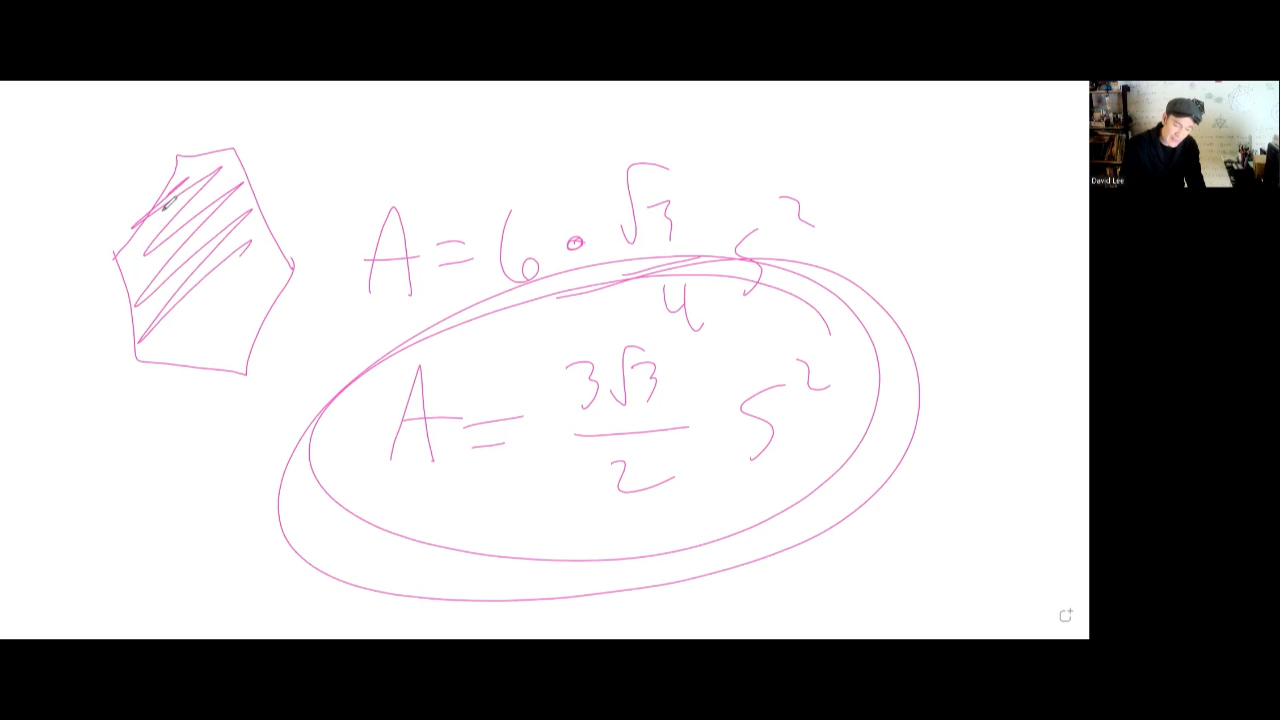 A = 6 • √3/4 s²
A = 3√3/2 s²
David Lee